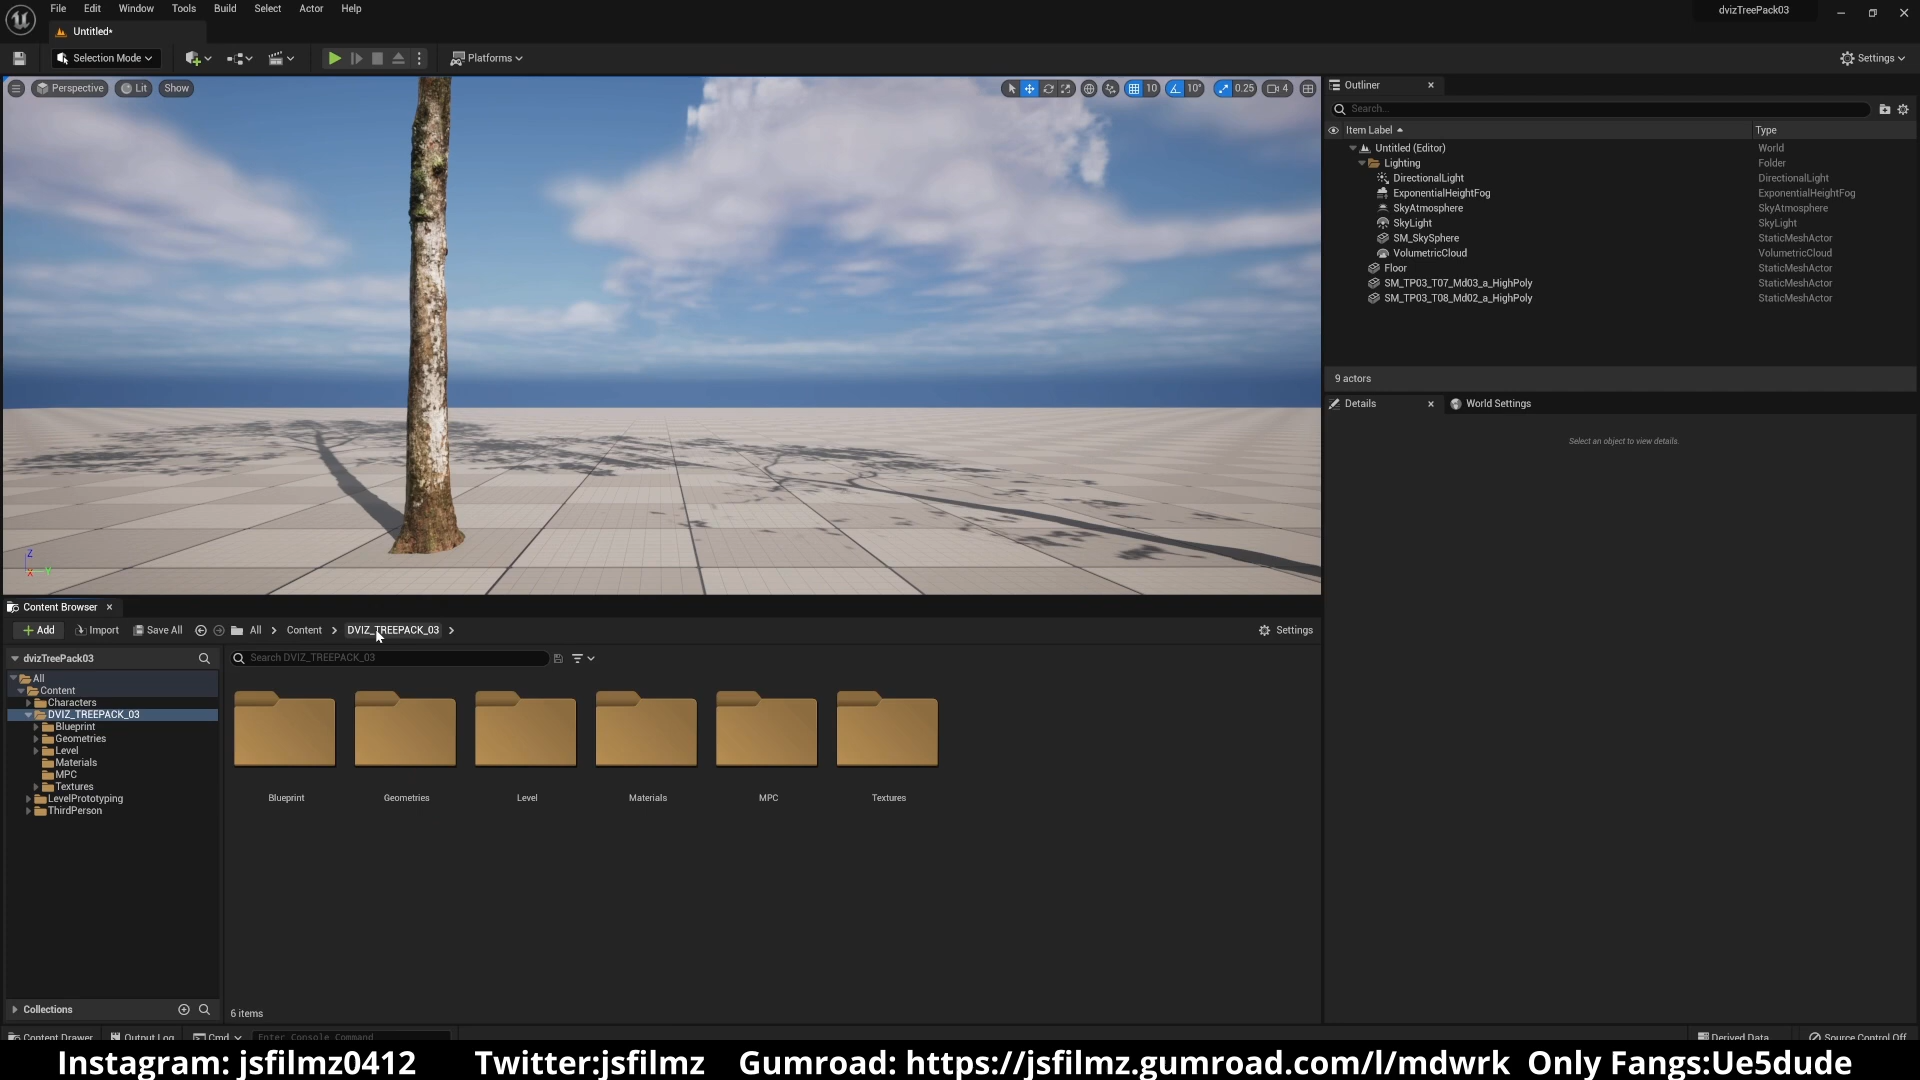 File Edit Window Tools Build Select Actor Help
dvizTreePack03
Untitled*
Selection Mode
Platforms
Settings
Perspective
Lit
Show
10
10°
0.25
4
Outliner
Search...
Item Label
Type
Untitled (Editor)
World
Lighting
Folder
DirectionalLight
DirectionalLight
ExponentialHeightFog
ExponentialHeightFog
SkyAtmosphere
SkyAtmosphere
SkyLight
SkyLight
SM_SkySphere
StaticMeshActor
VolumetricCloud
VolumetricCloud
Floor
StaticMeshActor
SM_TP03_T07_Md03_a_HighPoly
StaticMeshActor
SM_TP03_T08_Md02_a_HighPoly
StaticMeshActor
9 actors
Details
World Settings
Select an object to view details.
Z
X
Y
Content Browser
Add
Import
Save All
All
Content
DVIZ_TREEPACK_03
Settings
dvizTreePack03
Search DVIZ_TREEPACK_03
All
Content
Characters
DVIZ_TREEPACK_03
Blueprint
Geometries
Level
Materials
MPC
Textures
LevelPrototyping
ThirdPerson
Blueprint
Geometries
Level
Materials
MPC
Textures
Collections
6 items
Content Drawer
Output Log
Cmd
Enter Console Command
Derived Data
Source Control Off
Instagram: jsfilmz0412 Twitter:jsfilmz Gumroad: https://jsfilmz.gumroad.com/l/mdwrk Only Fangs:Ue5dude